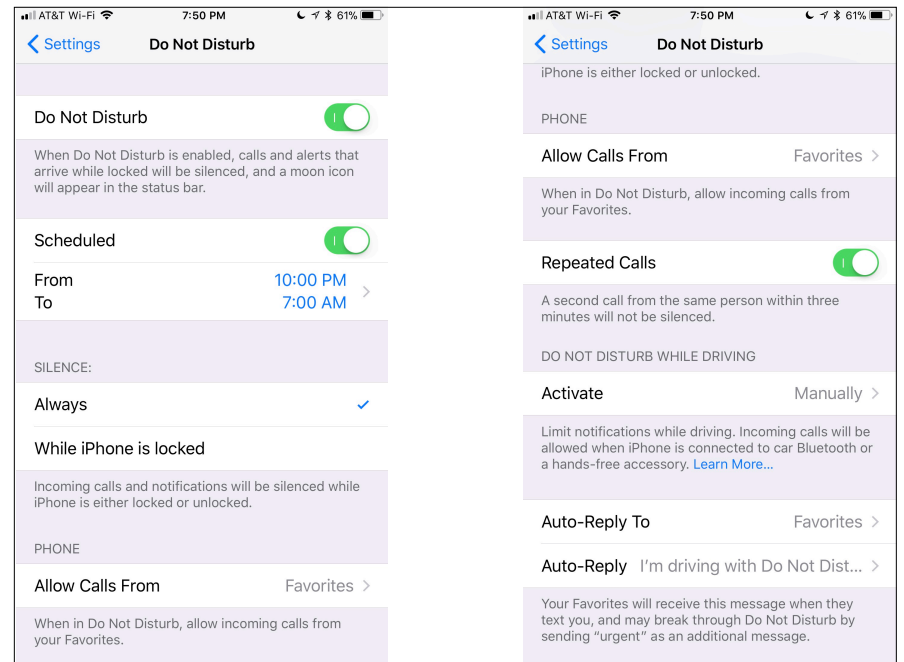 AT&T Wi-Fi 7:50 PM 61%
Settings Do Not Disturb
Do Not Disturb
When Do Not Disturb is enabled, calls and alerts that
arrive while locked will be silenced, and a moon icon
will appear in the status bar.
Scheduled
From 10:00 PM
To 7:00 AM
SILENCE:
Always
While iPhone is locked
Incoming calls and notifications will be silenced while
iPhone is either locked or unlocked.
PHONE
Allow Calls From Favorites
When in Do Not Disturb, allow incoming calls from
your Favorites.
AT&T Wi-Fi 7:50 PM 61%
Settings Do Not Disturb
iPhone is either locked or unlocked.
PHONE
Allow Calls From Favorites
When in Do Not Disturb, allow incoming calls from
your Favorites.
Repeated Calls
A second call from the same person within three
minutes will not be silenced.
DO NOT DISTURB WHILE DRIVING
Activate Manually
Limit notifications while driving. Incoming calls will be
allowed when iPhone is connected to car Bluetooth or
a hands-free accessory. Learn More...
Auto-Reply To Favorites
Auto-Reply I'm driving with Do Not Dist...
Your Favorites will receive this message when they
text you, and may break through Do Not Disturb by
sending “urgent” as an additional message.